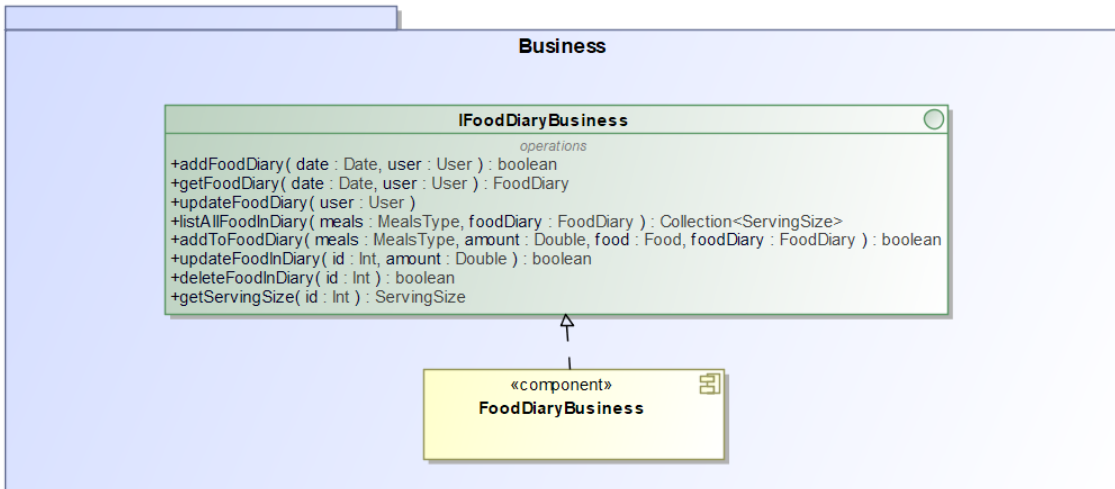 Business
IFoodDiaryBusiness
operations
+addFoodDiary( date : Date, user : User ) : boolean
+getFoodDiary( date : Date, user : User ) : FoodDiary
+updateFoodDiary( user : User )
+listAllFoodInDiary( meals : MealsType, foodDiary : FoodDiary ) : Collection<ServingSize>
+addToFoodDiary( meals : MealsType, amount : Double, food : Food, foodDiary : FoodDiary ) : boolean
+updateFoodInDiary( id : Int, amount : Double ) : boolean
+deleteFoodInDiary( id : Int ) : boolean
+getServingSize( id : Int ) : ServingSize
«component»
FoodDiaryBusiness